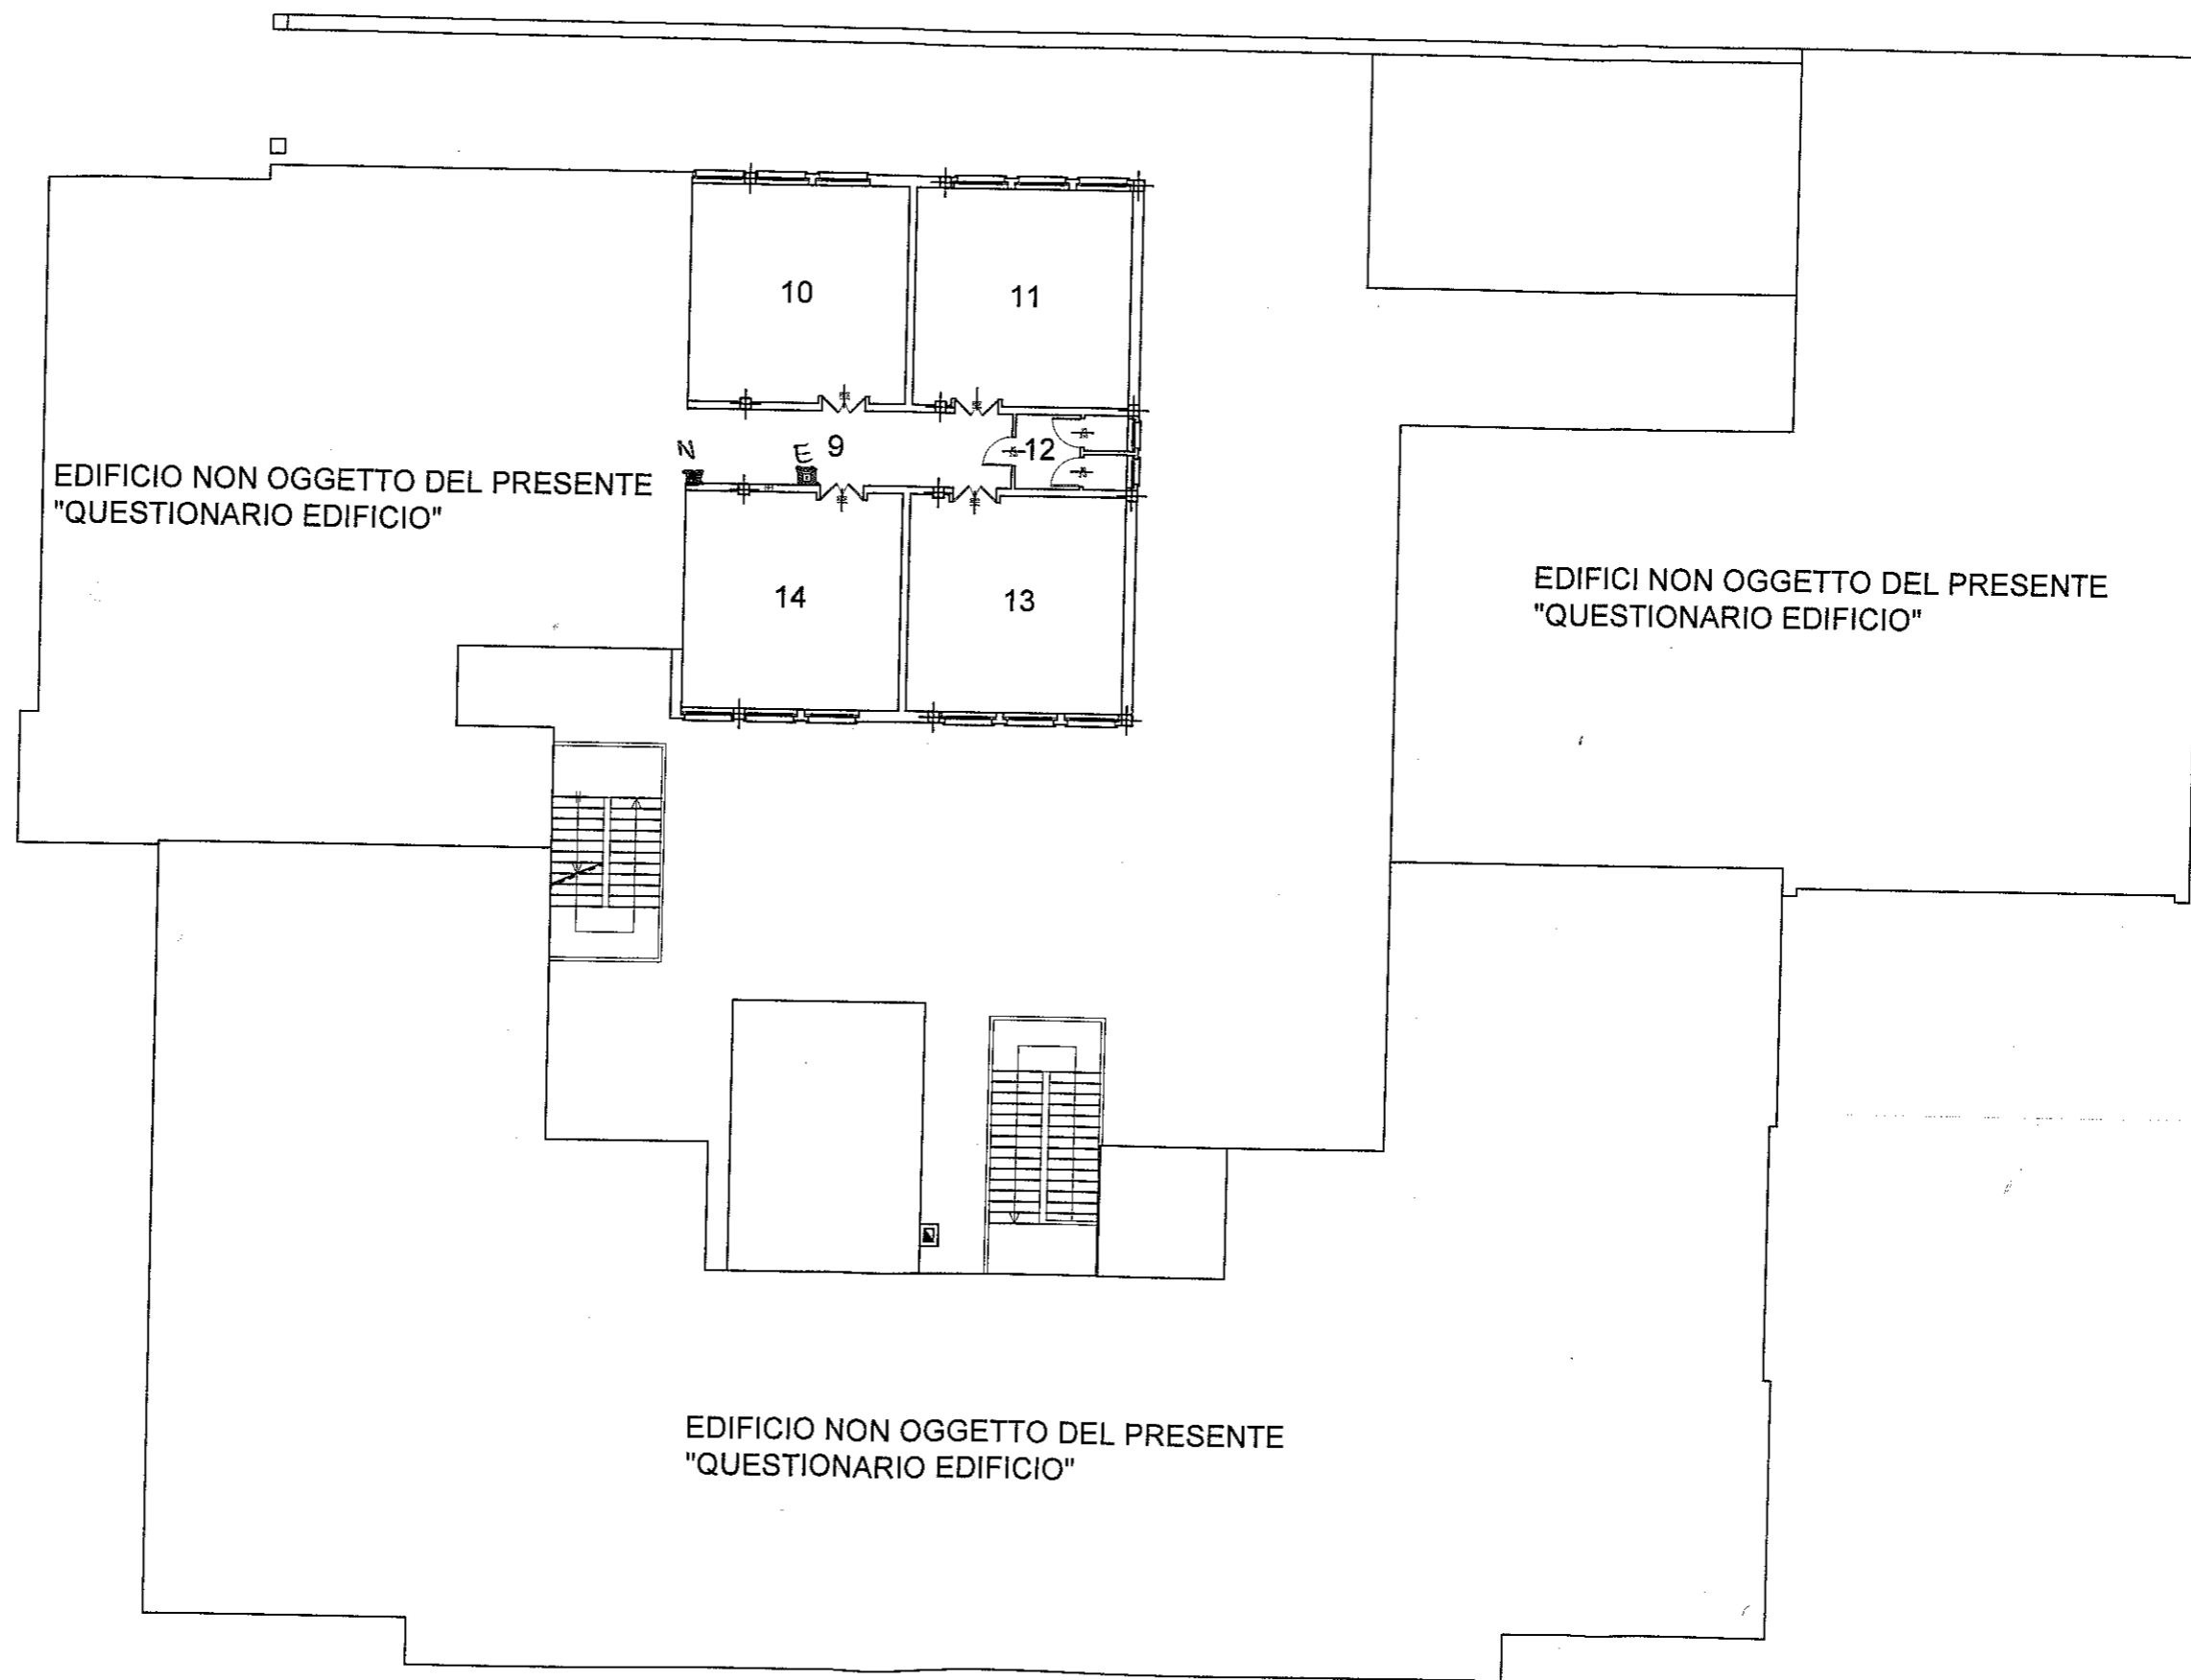 10
11
N
E
9
12
EDIFICIO NON OGGETTO DEL PRESENTE
"QUESTIONARIO EDIFICIO"
14
13
EDIFICI NON OGGETTO DEL PRESENTE
"QUESTIONARIO EDIFICIO"
EDIFICIO NON OGGETTO DEL PRESENTE
"QUESTIONARIO EDIFICIO"